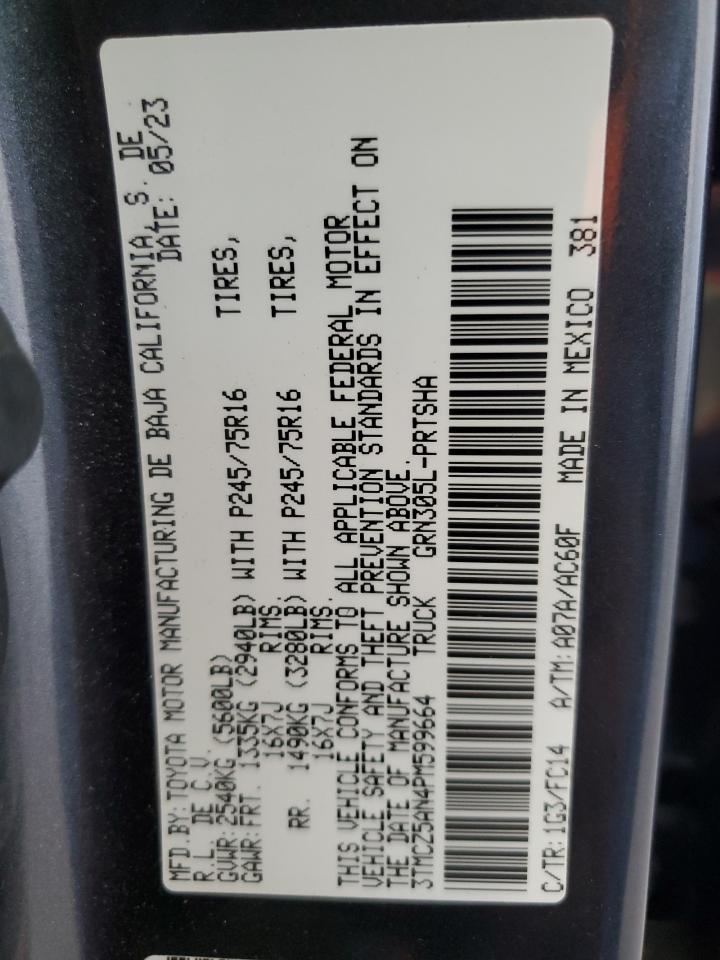 MFD.BY: TOYOTA MOTOR MANUFACTURING DE BAJA CALIFORNIA, S. DE
R.L. DE C.V. DATE: 05/23
GVWR: 2540KG (5600LB)
GAWR: FRT. 1335KG (2940LB) WITH P245/75R16 TIRES,
16X7J RIMS.
RR. 1490KG (3280LB) WITH P245/75R16 TIRES,
16X7J RIMS.
THIS VEHICLE CONFORMS TO ALL APPLICABLE FEDERAL MOTOR
VEHICLE SAFETY AND THEFT PREVENTION STANDARDS IN EFFECT ON
THE DATE OF MANUFACTURE SHOWN ABOVE.
3TMCZ5AN4PM599664 TRUCK GRN305L-PRTSHA
C/TR: 1G3/FC14 A/TM: A07A/AC60F MADE IN MEXICO 381